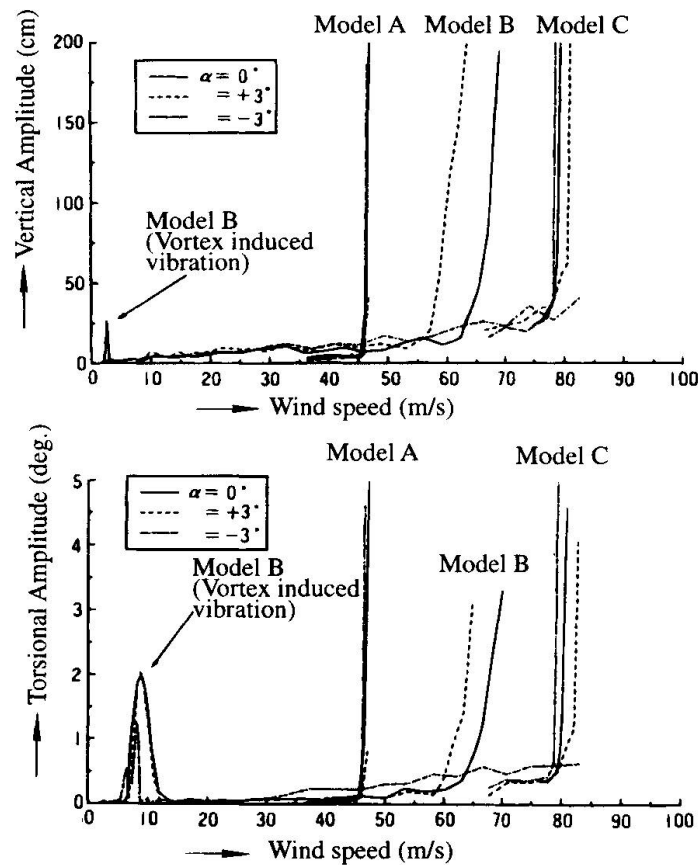 Model A Model B Model C
Vertical Amplitude (cm)
200
150
100
50
0
α = 0°
= +3°
= -3°
Model B
(Vortex induced
vibration)
0 10 20 30 40 50 60 70 80 90 100
Wind speed (m/s)
Model A Model C
Torsional Amplitude (deg.)
5
4
3
2
1
0
α = 0°
= +3°
= -3°
Model B
(Vortex induced
vibration)
Model B
0 10 20 30 40 50 60 70 80 90 100
Wind speed (m/s)